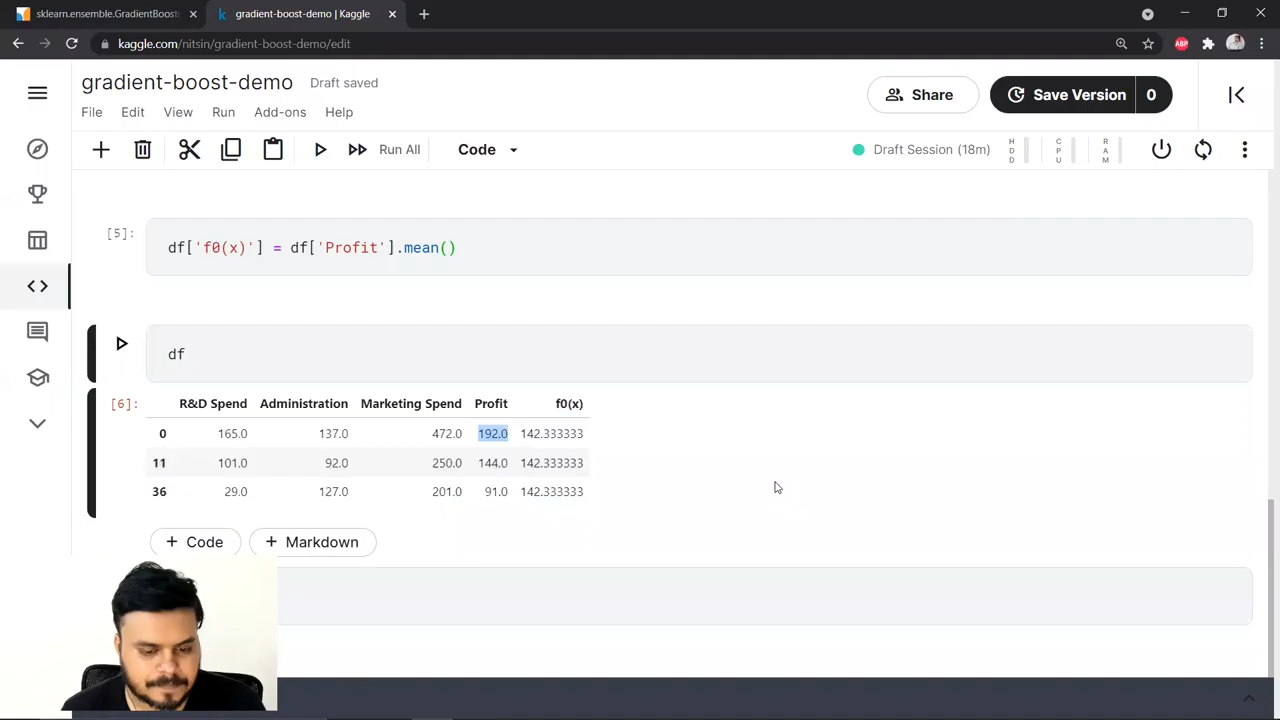 sklearn.ensemble.GradientBoost
gradient-boost-demo | Kaggle
kaggle.com/nitsin/gradient-boost-demo/edit
ABP
gradient-boost-demo Draft saved
Share
Save Version 0
File Edit View Run Add-ons Help
Run All
Code
Draft Session (18m)
HDD
CPU
RAM
[5]:
df['f0(x)'] = df['Profit'].mean()
df
[6]:
R&D Spend Administration Marketing Spend Profit f0(x)
0 165.0 137.0 472.0 192.0 142.333333
11 101.0 92.0 250.0 144.0 142.333333
36 29.0 127.0 201.0 91.0 142.333333
+ Code
+ Markdown